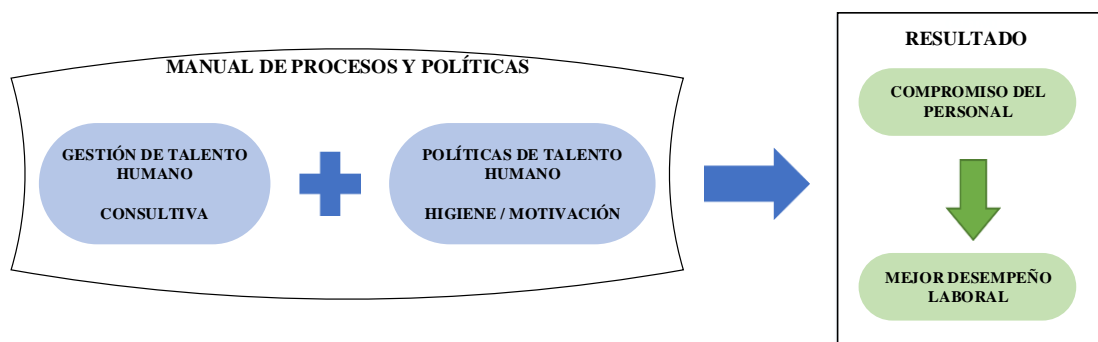 MANUAL DE PROCESOS Y POLÍTICAS
GESTIÓN DE TALENTO
HUMANO
CONSULTIVA
POLÍTICAS DE TALENTO
HUMANO
HIGIENE / MOTIVACIÓN
RESULTADO
COMPROMISO DEL
PERSONAL
MEJOR DESEMPEÑO
LABORAL